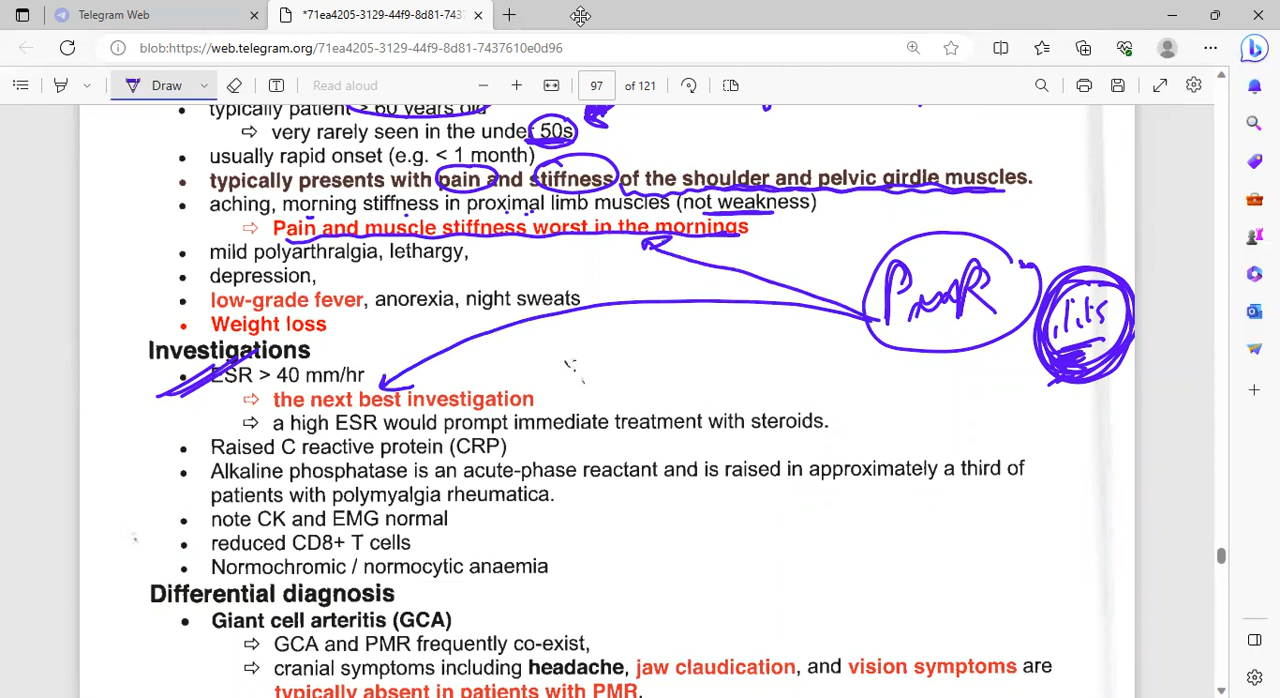 Telegram Web
*71ea4205-3129-44f9-8d81-7437
blob:https://web.telegram.org/71ea4205-3129-44f9-8d81-7437610e0d96
Draw
Read aloud
97 of 121
typically patient > 60 years old
⇨ very rarely seen in the under 50s
• usually rapid onset (e.g. < 1 month)
• typically presents with pain and stiffness of the shoulder and pelvic girdle muscles.
• aching, morning stiffness in proximal limb muscles (not weakness)
⇨ Pain and muscle stiffness worst in the mornings
• mild polyarthralgia, lethargy,
• depression,
• low-grade fever, anorexia, night sweats
• Weight loss
PmR
Investigations
• ESR > 40 mm/hr
⇨ the next best investigation
⇨ a high ESR would prompt immediate treatment with steroids.
• Raised C reactive protein (CRP)
• Alkaline phosphatase is an acute-phase reactant and is raised in approximately a third of
patients with polymyalgia rheumatica.
• note CK and EMG normal
• reduced CD8+ T cells
• Normochromic / normocytic anaemia
Differential diagnosis
• Giant cell arteritis (GCA)
⇨ GCA and PMR frequently co-exist,
⇨ cranial symptoms including headache, jaw claudication, and vision symptoms are
typically absent in patients with PMR.